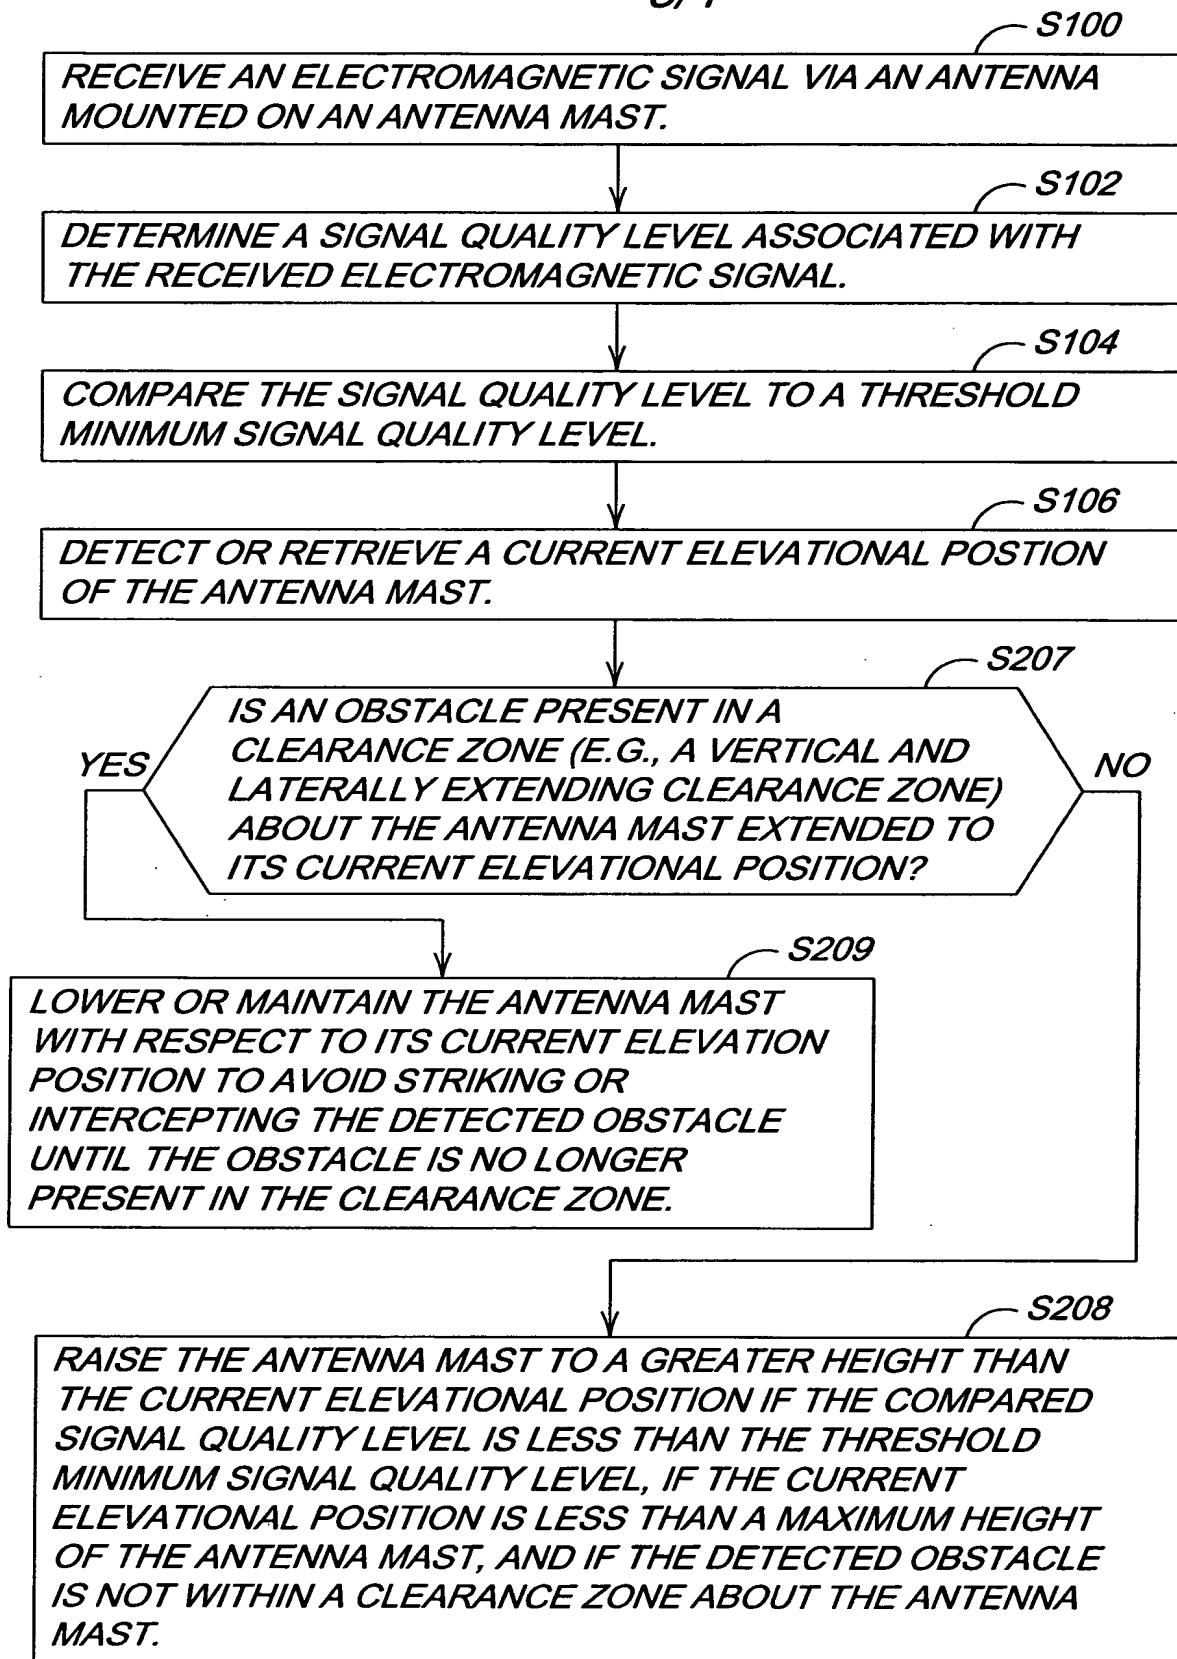 S100
RECEIVE AN ELECTROMAGNETIC SIGNAL VIA AN ANTENNA
MOUNTED ON AN ANTENNA MAST.
S102
DETERMINE A SIGNAL QUALITY LEVEL ASSOCIATED WITH
THE RECEIVED ELECTROMAGNETIC SIGNAL.
S104
COMPARE THE SIGNAL QUALITY LEVEL TO A THRESHOLD
MINIMUM SIGNAL QUALITY LEVEL.
S106
DETECT OR RETRIEVE A CURRENT ELEVATIONAL POSTION
OF THE ANTENNA MAST.
S207
IS AN OBSTACLE PRESENT IN A
CLEARANCE ZONE (E.G., A VERTICAL AND
LATERALLY EXTENDING CLEARANCE ZONE)
ABOUT THE ANTENNA MAST EXTENDED TO
ITS CURRENT ELEVATIONAL POSITION?
YES
NO
S209
LOWER OR MAINTAIN THE ANTENNA MAST
WITH RESPECT TO ITS CURRENT ELEVATION
POSITION TO AVOID STRIKING OR
INTERCEPTING THE DETECTED OBSTACLE
UNTIL THE OBSTACLE IS NO LONGER
PRESENT IN THE CLEARANCE ZONE.
S208
RAISE THE ANTENNA MAST TO A GREATER HEIGHT THAN
THE CURRENT ELEVATIONAL POSITION IF THE COMPARED
SIGNAL QUALITY LEVEL IS LESS THAN THE THRESHOLD
MINIMUM SIGNAL QUALITY LEVEL, IF THE CURRENT
ELEVATIONAL POSITION IS LESS THAN A MAXIMUM HEIGHT
OF THE ANTENNA MAST, AND IF THE DETECTED OBSTACLE
IS NOT WITHIN A CLEARANCE ZONE ABOUT THE ANTENNA
MAST.